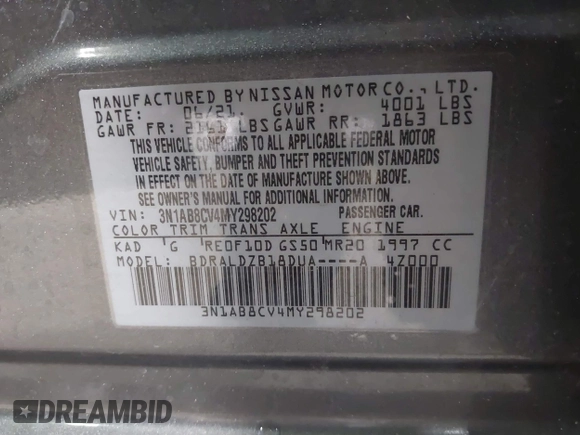 MANUFACTURED BY NISSAN MOTOR CO., LTD.
DATE: 06/21 GVWR: 4001 LBS
GAWR FR: 2161 LBS GAWR RR: 1863 LBS
THIS VEHICLE CONFORMS TO ALL APPLICABLE FEDERAL MOTOR
VEHICLE SAFETY, BUMPER AND THEFT PREVENTION STANDARDS
IN EFFECT ON THE DATE OF MANUFACTURE SHOWN ABOVE.
SEE OWNER'S MANUAL FOR ADDITIONAL INFORMATION.
VIN: 3N1AB8CV4MY298202 PASSENGER CAR.
COLOR TRIM TRANS AXLE ENGINE
KAD G RE0F10D GS50 MR20 1997 CC
MODEL: BDRALDZB18DUA----A 4Z000
3N1AB8CV4MY298202
DREAMBID